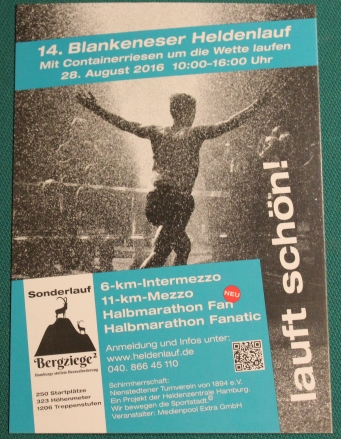 14. Blankeneser Heldenlauf
Mit Containerriesen um die Wette laufen
28. August 2016 10:00-16:00 Uhr
lauft schön!
Sonderlauf
Bergziege²
250 Startplätze
323 Höhenmeter
1206 Treppenstufen
6-km-Intermezzo
11-km-Mezzo
Halbmarathon Fan
NEU
Halbmarathon Fanatic
Anmeldung und Infos unter:
www.heldenlauf.de
040. 866 45 110
Schirmherrschaft:
Nienstedtener Turnverein von 1894 e.V.
Ein Projekt der Heldenzentrale Hamburg
Wir bewegen die Sportstadt.
Veranstalter: Medienpool Extra GmbH